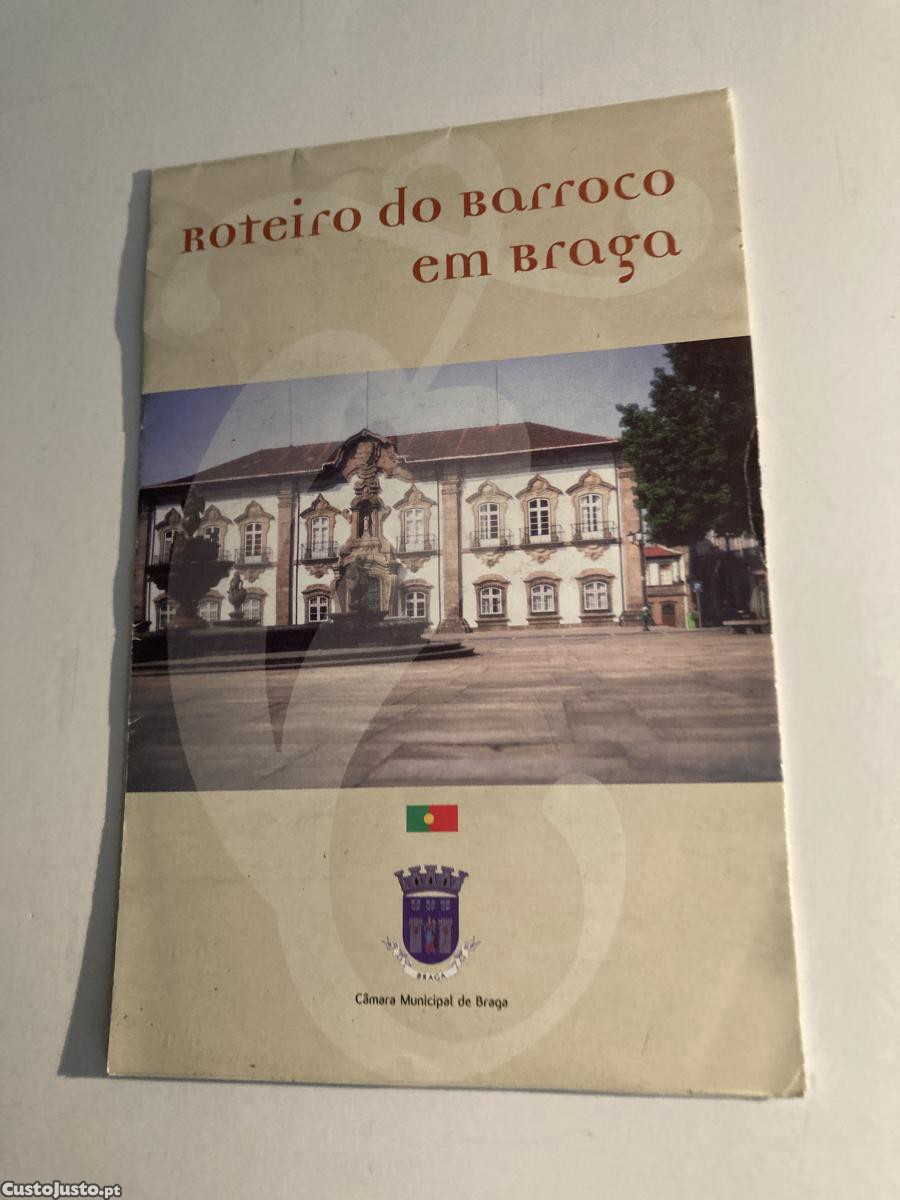 Roteiro do Barroco
em Braga
BRAGA
Câmara Municipal de Braga
CustoJusto.pt